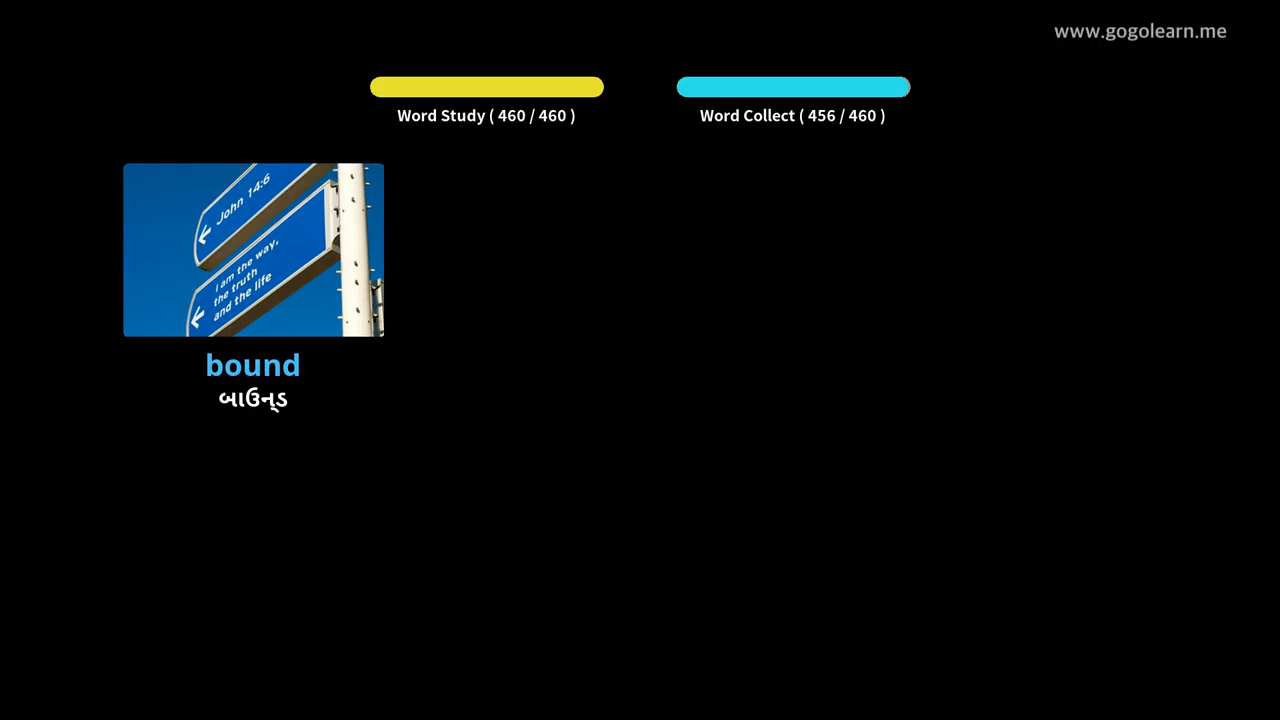 www.gogolearn.me
Word Study ( 460 / 460 )
Word Collect ( 456 / 460 )
John 14:6
I am the way,
the truth
and the life
bound
બાઉન્ડ